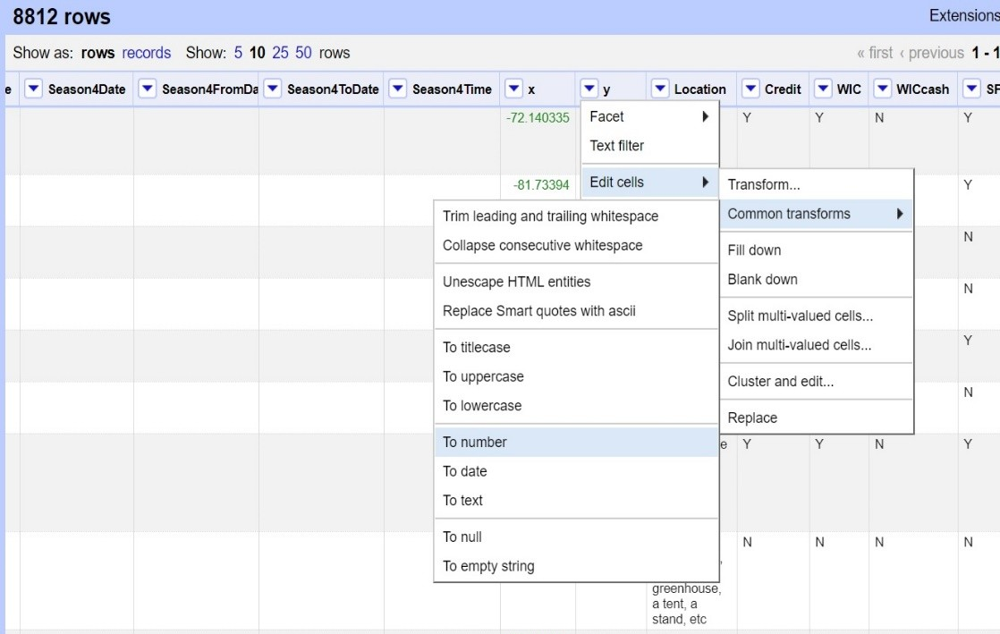 8812 rows
Extensions
Show as: rows records Show: 5 10 25 50 rows
« first ‹ previous 1 - 1
e Season4Date Season4FromDa Season4ToDate Season4Time x y Location Credit WIC WICcash SF
-72.140335 Y Y N Y
-81.73394 Y
N
N
Y
N
e Y Y N Y
N N N N
greenhouse,
a tent, a
stand, etc
Facet
Text filter
Edit cells
Transform...
Common transforms
Fill down
Blank down
Split multi-valued cells...
Join multi-valued cells...
Cluster and edit...
Replace
Trim leading and trailing whitespace
Collapse consecutive whitespace
Unescape HTML entities
Replace Smart quotes with ascii
To titlecase
To uppercase
To lowercase
To number
To date
To text
To null
To empty string